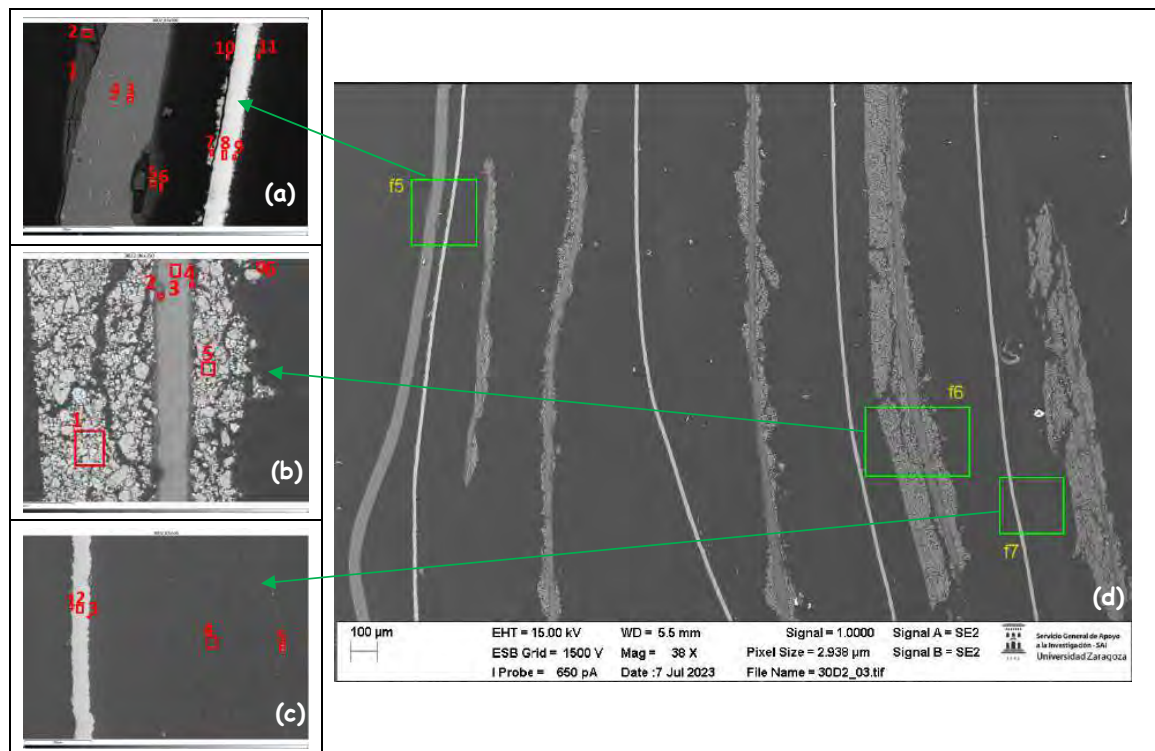 2
1
4 3
5 6
10 11
7 8 9
(a)
2 3 4
5
1
(b)
1 2 3
4
5
(c)
f5
f6
f7
(d)
100 µm
EHT = 15.00 kV WD = 5.5 mm Signal = 1.0000 Signal A = SE2
ESB Grid = 1500 V Mag = 38 X Pixel Size = 2.938 µm Signal B = SE2
I Probe = 650 pA Date :7 Jul 2023 File Name = 30D2_03.tif
Servicio General de Apoyo
a la Investigación - SAI
Universidad Zaragoza